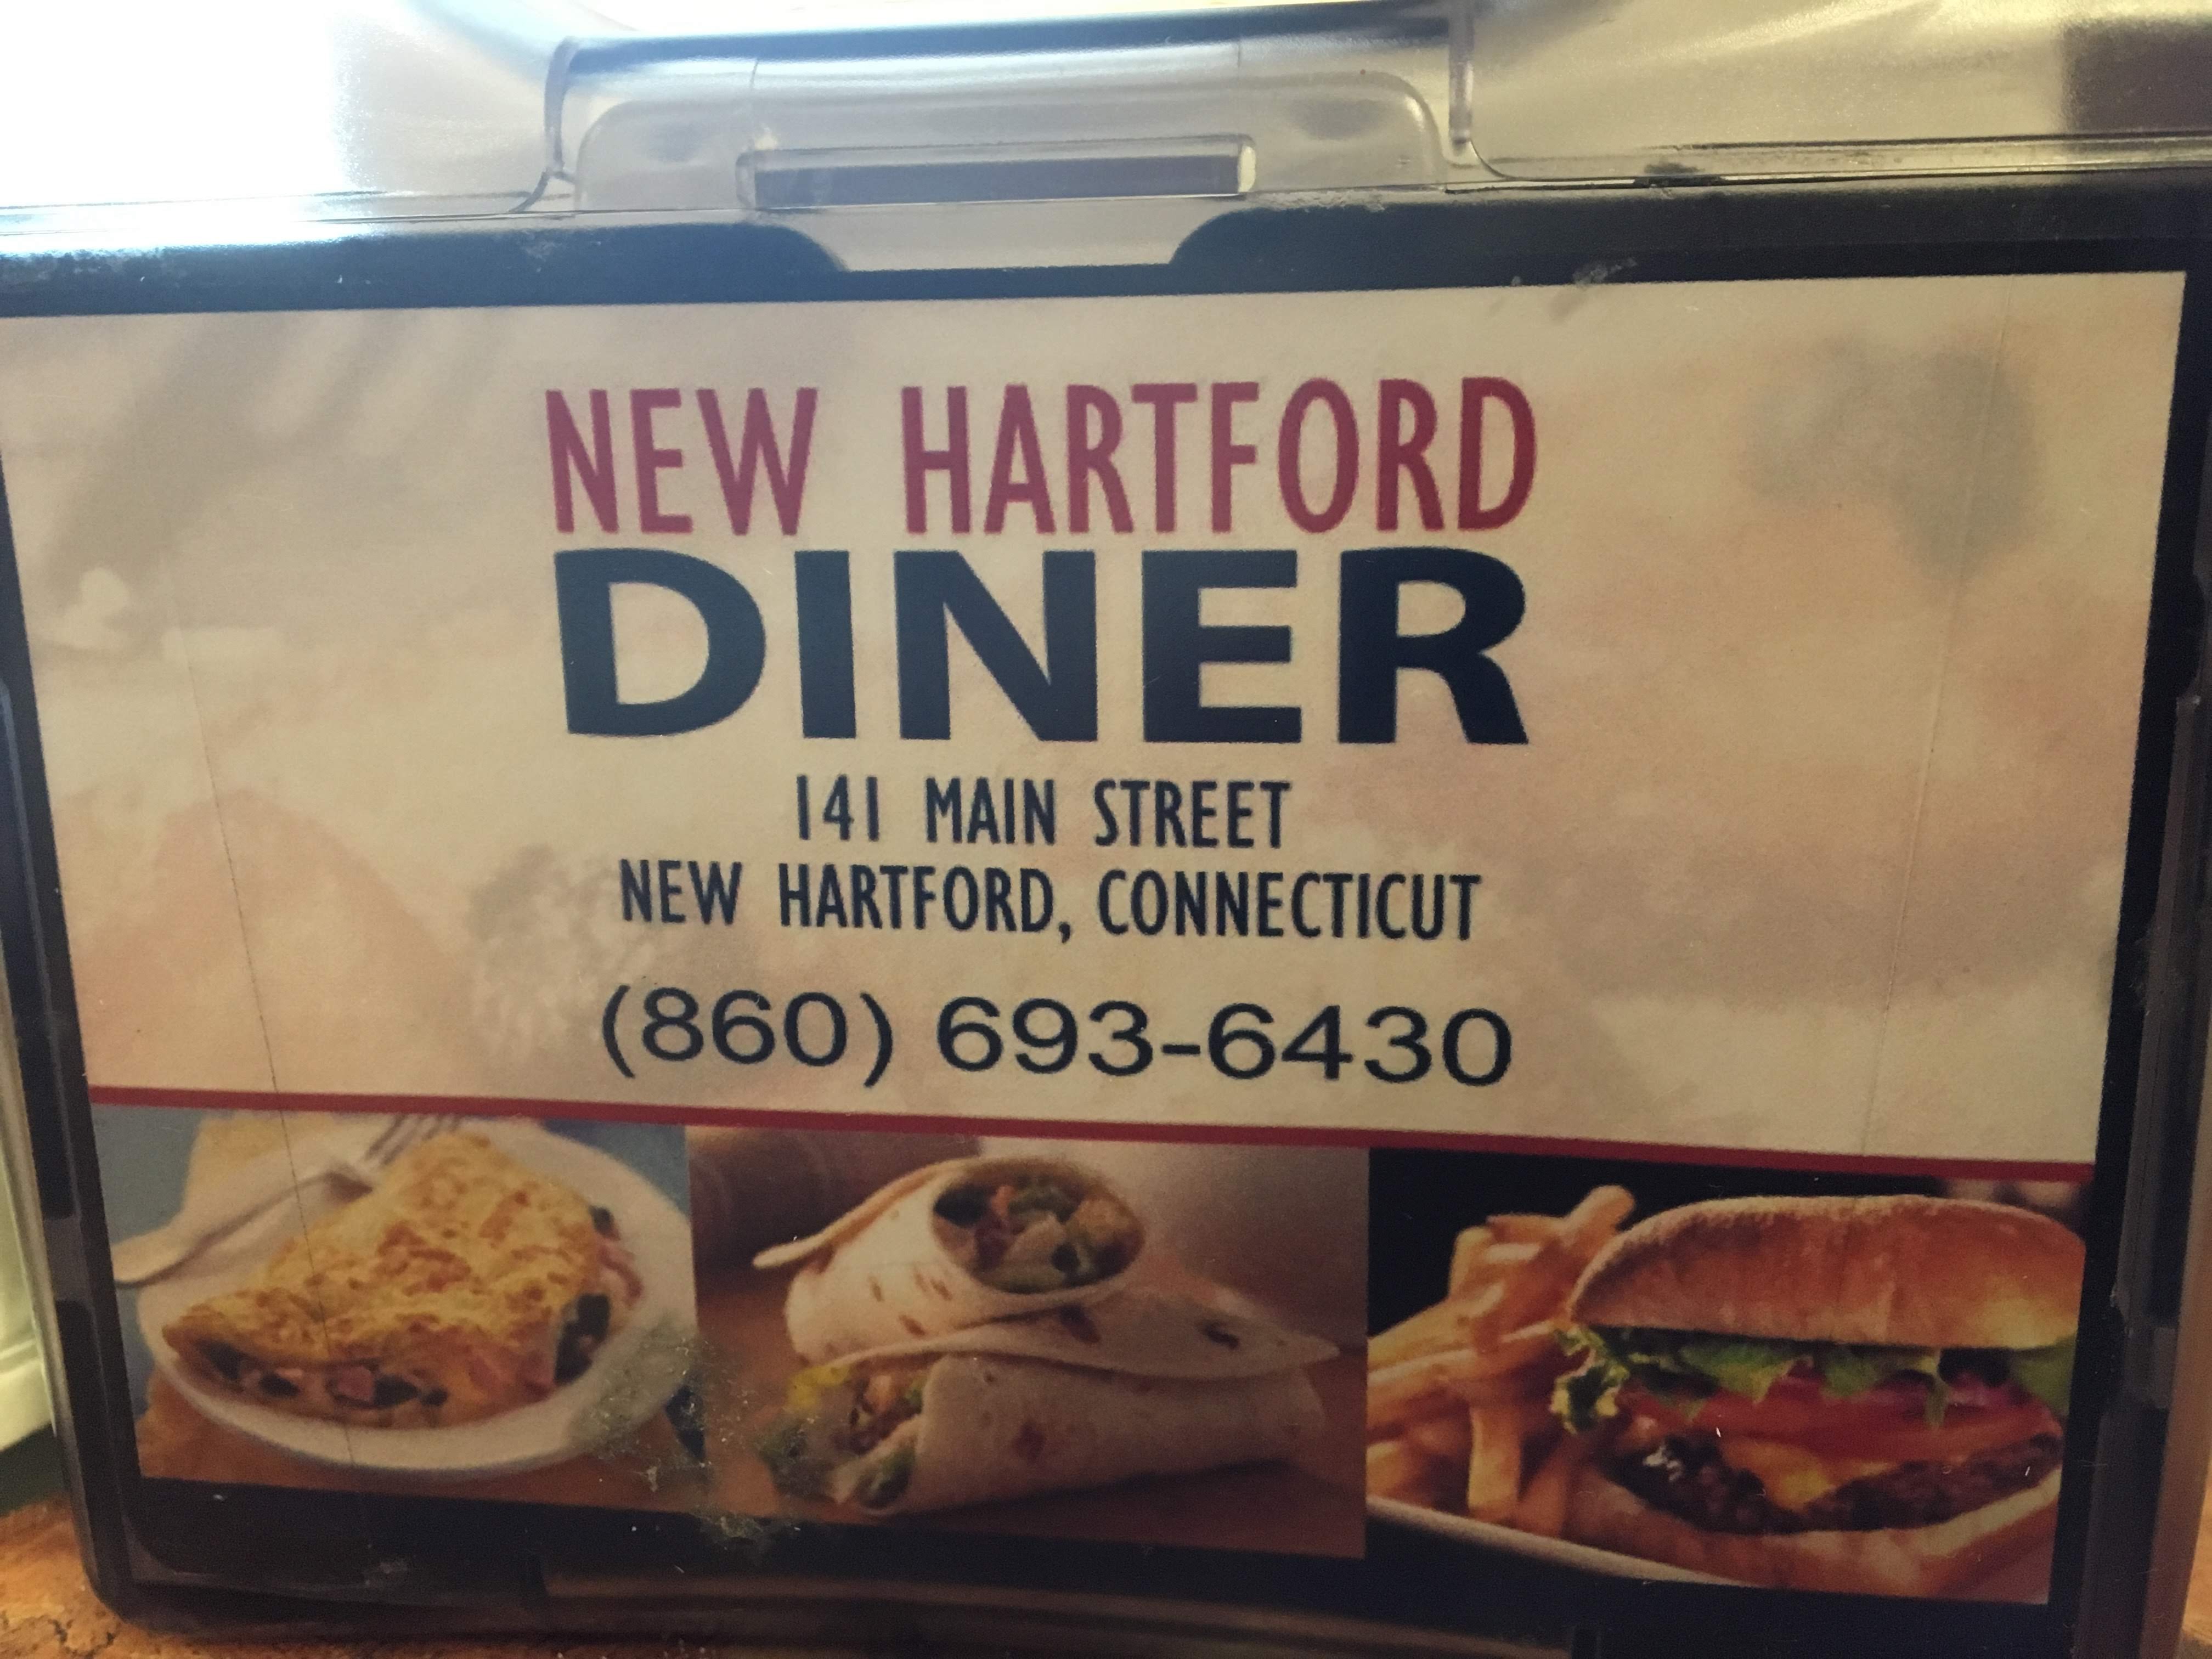 NEW HARTFORD
DINER
141 MAIN STREET
NEW HARTFORD, CONNECTICUT
(860) 693-6430